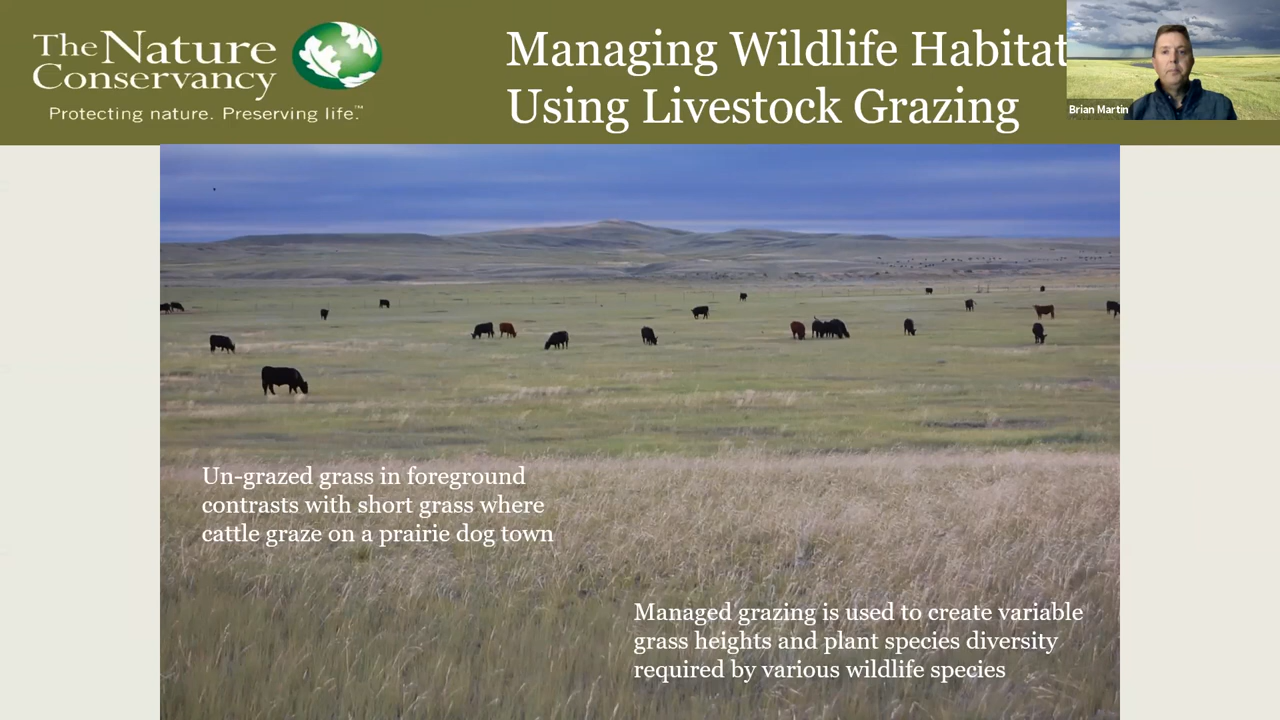 The Nature
Conservancy
Protecting nature. Preserving life.™
Managing Wildlife Habitat
Using Livestock Grazing
Brian Martin
Un-grazed grass in foreground
contrasts with short grass where
cattle graze on a prairie dog town
Managed grazing is used to create variable
grass heights and plant species diversity
required by various wildlife species